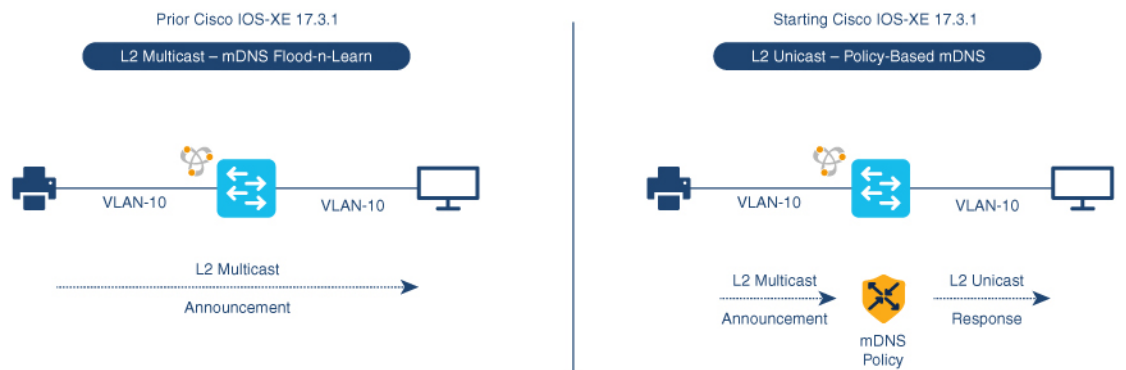 Prior Cisco IOS-XE 17.3.1
L2 Multicast – mDNS Flood-n-Learn
VLAN-10
VLAN-10
L2 Multicast
Announcement
Starting Cisco IOS-XE 17.3.1
L2 Unicast – Policy-Based mDNS
VLAN-10
VLAN-10
L2 Multicast
Announcement
mDNS
Policy
L2 Unicast
Response